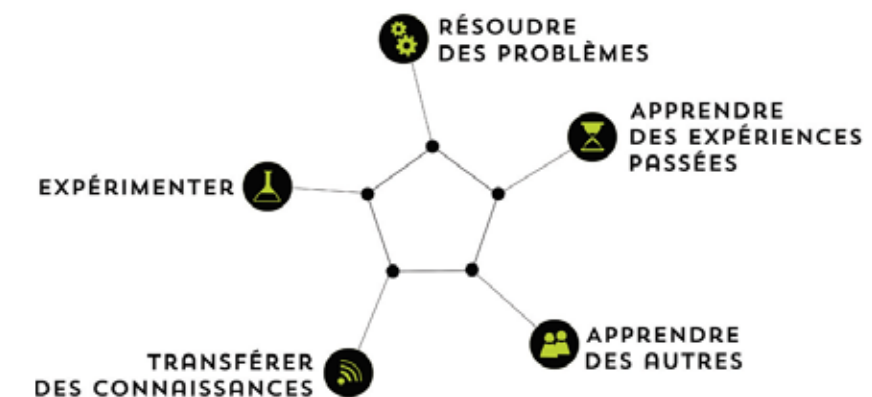 RÉSOUDRE
DES PROBLÈMES
APPRENDRE
DES EXPÉRIENCES
PASSÉES
EXPÉRIMENTER
APPRENDRE
DES AUTRES
TRANSFÉRER
DES CONNAISSANCES